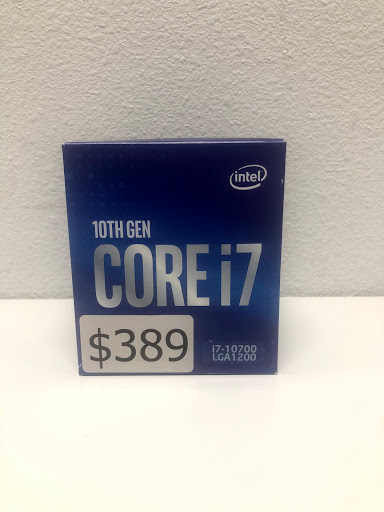 intel
10TH GEN
CORE i7
$389
i7-10700
LGA1200